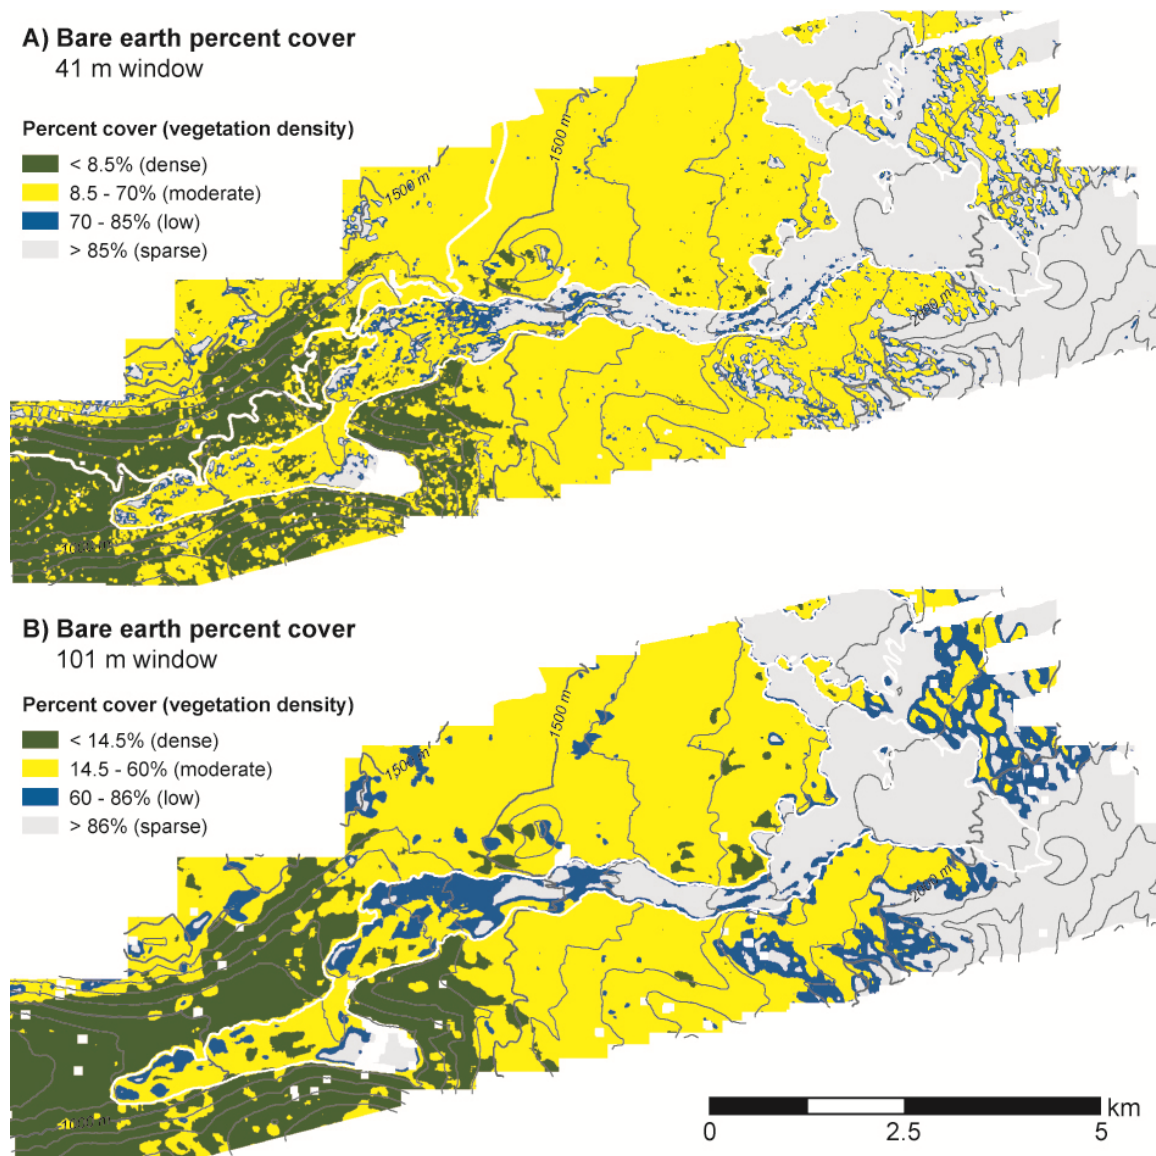 A) Bare earth percent cover
41 m window
Percent cover (vegetation density)
< 8.5% (dense)
8.5 - 70% (moderate)
70 - 85% (low)
> 85% (sparse)
1500 m
1500 m
2000 m
1000 m
B) Bare earth percent cover
101 m window
Percent cover (vegetation density)
< 14.5% (dense)
14.5 - 60% (moderate)
60 - 86% (low)
> 86% (sparse)
1500 m
1500 m
2000 m
1000 m
km
0
2.5
5